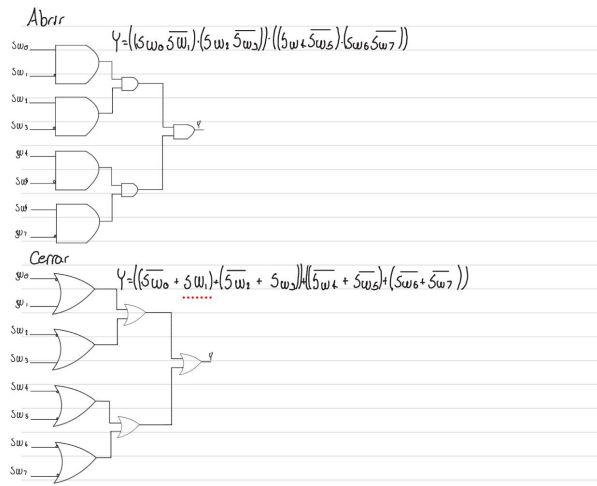 Abrir
Y=((SW₀ S̅W̅₁)·(SW₂ S̅W̅₃))·((SW₄ S̅W̅₅)·(SW₆ S̅W̅₇))
SW₀
SW₁
SW₂
SW₃
SW4
SW5
SW6
SW7
Y
Cerrar
Y=((S̅W̅₀ + SW₁)+(S̅W̅₂ + SW₃))+((S̅W̅₄ + S̅W̅₅)+(S̅W̅₆ + S̅W̅₇))
SW0
SW₁
SW₂
SW3
SW4
SW5
SW6
SW7
Y